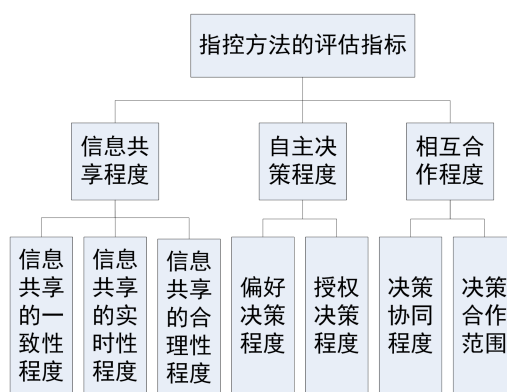 指控方法的评估指标
信息共
享程度
自主决
策程度
相互合
作程度
信息
共享
的一
致性
程度
信息
共享
的实
时性
程度
信息
共享
的合
理性
程度
偏好
决策
程度
授权
决策
程度
决策
协同
程度
决策
合作
范围